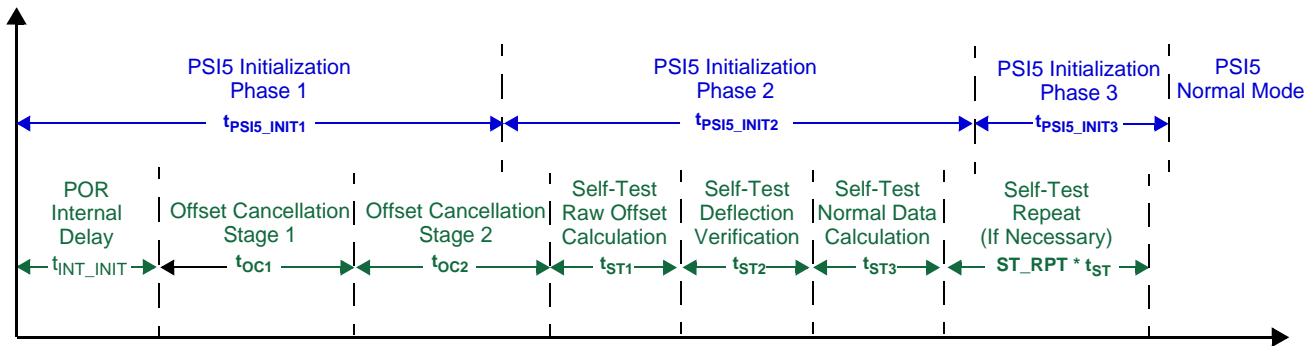 PSI5 Initialization
Phase 1
tPSI5_INIT1
PSI5 Initialization
Phase 2
tPSI5_INIT2
PSI5 Initialization
Phase 3
tPSI5_INIT3
PSI5
Normal Mode
POR
Internal
Delay
tINT_INIT
Offset Cancellation
Stage 1
tOC1
Offset Cancellation
Stage 2
tOC2
Self-Test
Raw Offset
Calculation
tST1
Self-Test
Deflection
Verification
tST2
Self-Test
Normal Data
Calculation
tST3
Self-Test
Repeat
(If Necessary)
ST_RPT * tST